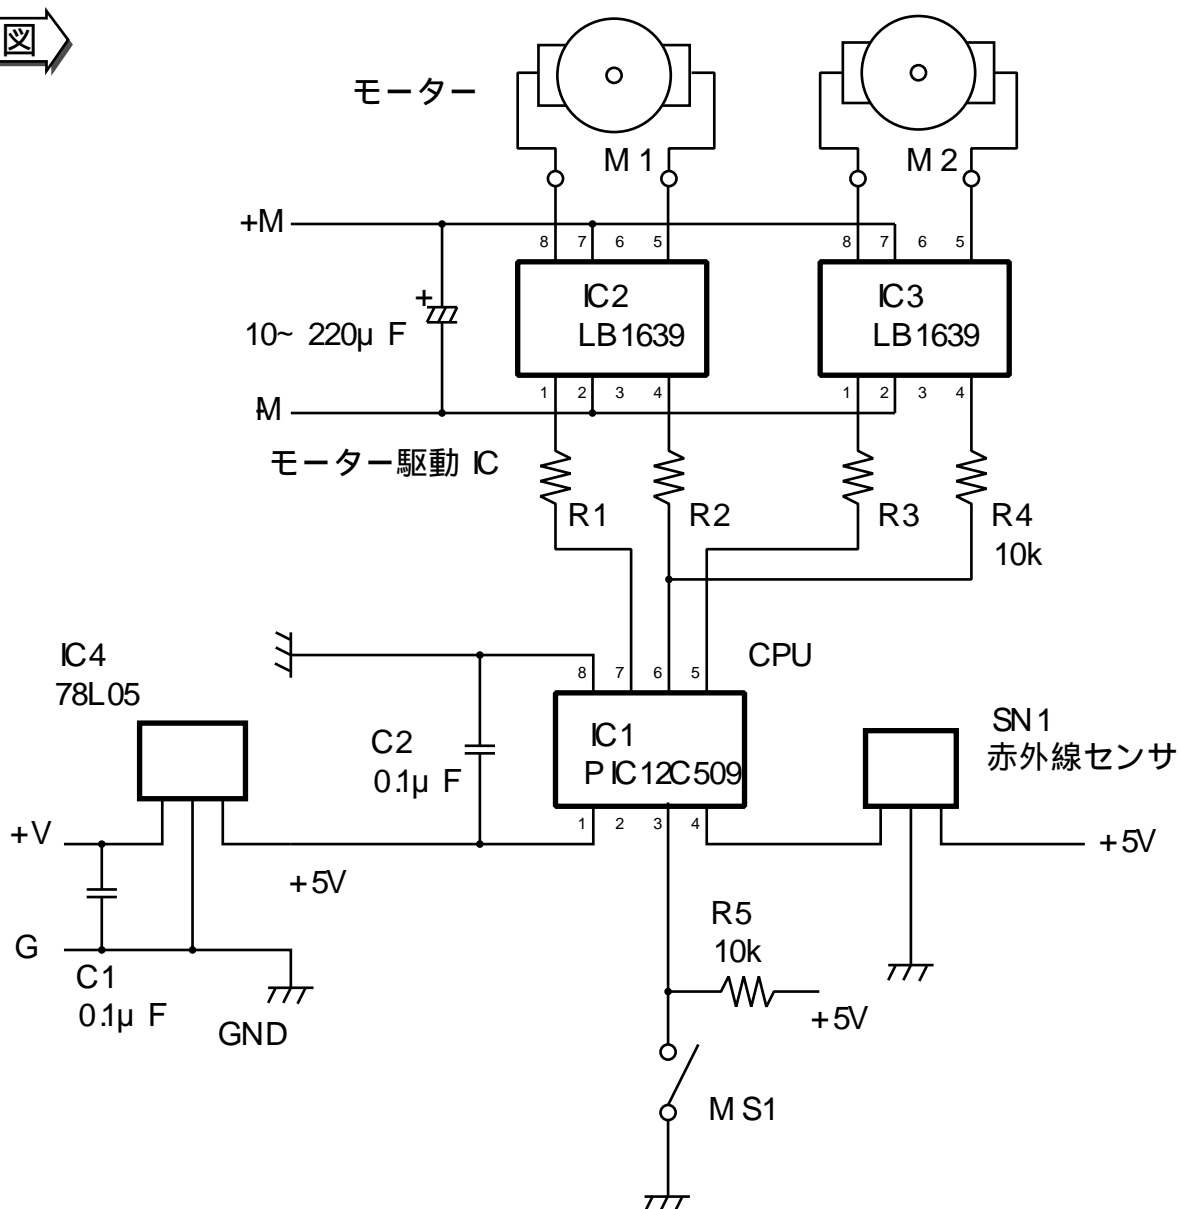 図
モーター
M1
M2
+M
8 7 6 5
8 7 6 5
IC2
LB1639
IC3
LB1639
10~ 220μF
1 2 3 4
1 2 3 4
-M
モーター駆動 IC
R1
R2
R3
R4
10k
CPU
IC4
78L05
8 7 6 5
IC1
PIC12C509
C2
0.1μF
SN1
赤外線センサ
1 2 3 4
+V
+5V
+5V
G
C1
0.1μF
GND
R5
10k
+5V
MS1